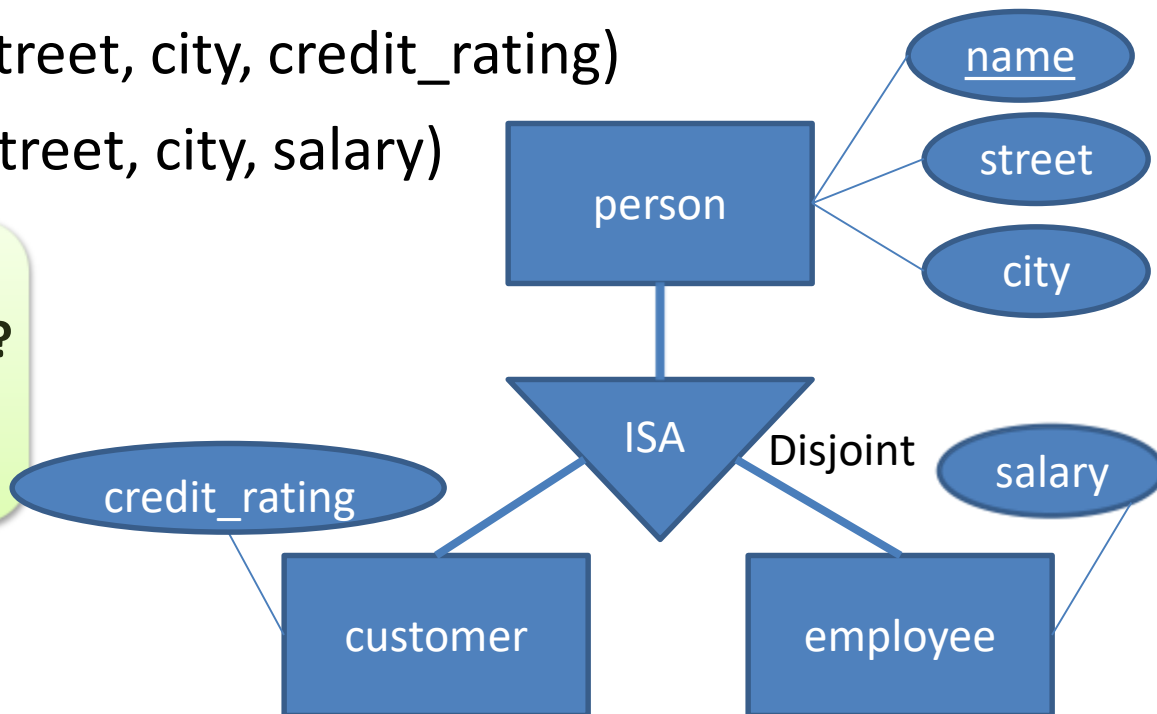 treet, city, credit_rating)
name
treet, city, salary)
street
person
city
?
ISA
Disjoint
salary
credit_rating
customer
employee